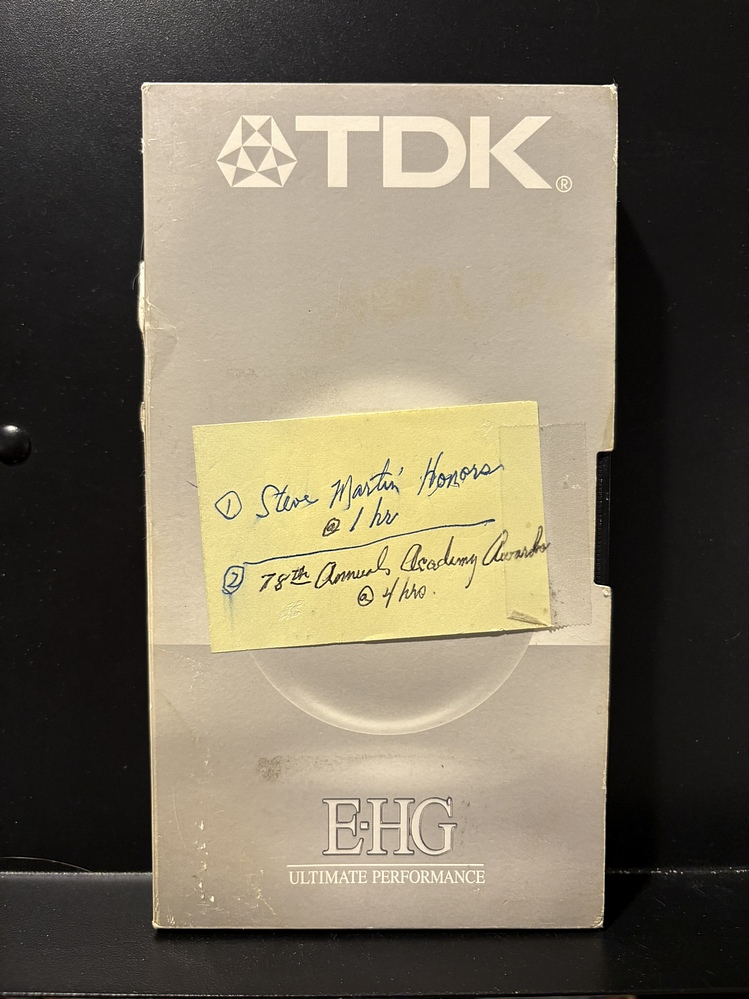 TDK®
① Steve Martin Honors
@ 1 hr
② 78th Annual Academy Awards
@ 4 hrs.
E·HG
ULTIMATE PERFORMANCE